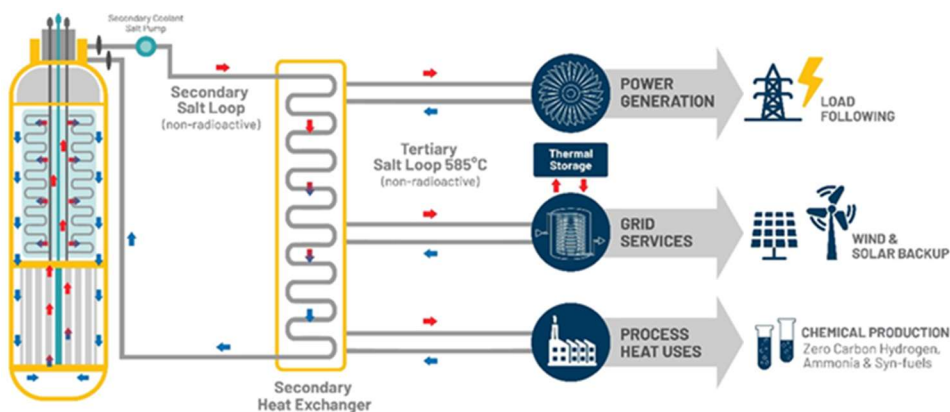 Secondary Coolant
Salt Pump
Secondary
Salt Loop
(non-radioactive)
Tertiary
Salt Loop 585°C
(non-radioactive)
Secondary
Heat Exchanger
POWER
GENERATION
LOAD
FOLLOWING
Thermal
Storage
GRID
SERVICES
WIND &
SOLAR BACKUP
PROCESS
HEAT USES
CHEMICAL PRODUCTION
Zero Carbon Hydrogen,
Ammonia & Syn-fuels